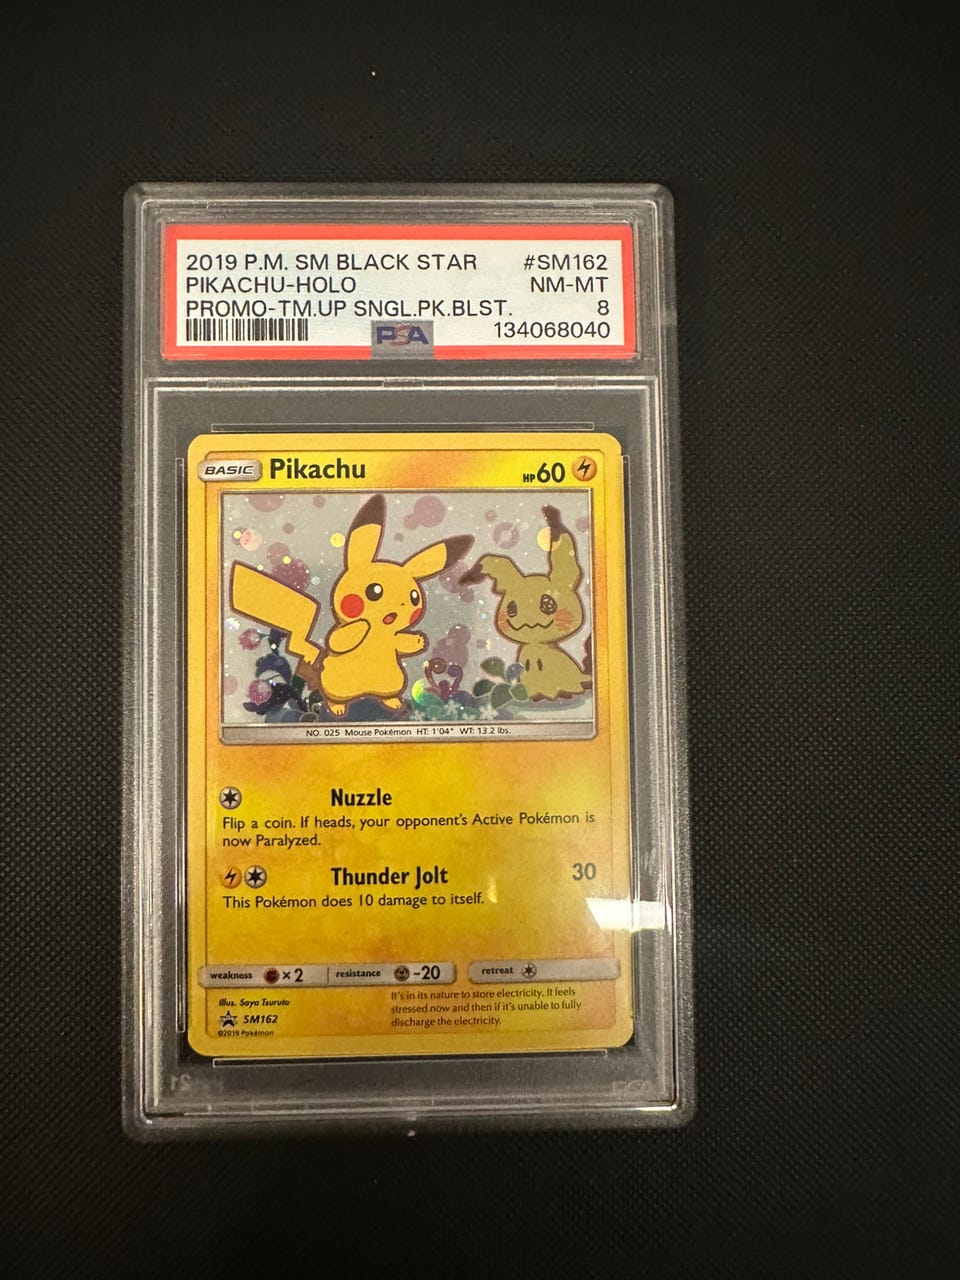 2019 P.M. SM BLACK STAR #SM162
PIKACHU-HOLO NM-MT
PROMO-TM.UP SNGL.PK.BLST. 8
PSA 134068040
BASIC Pikachu HP 60
NO. 025 Mouse Pokémon HT: 1'04" WT: 13.2 lbs.
Nuzzle
Flip a coin. If heads, your opponent's Active Pokémon is
now Paralyzed.
Thunder Jolt 30
This Pokémon does 10 damage to itself.
weakness ×2 resistance -20 retreat
Illus. Saya Tsuruta
SM162
©2019 Pokémon
It's in its nature to store electricity. It feels
stressed now and then if it's unable to fully
discharge the electricity.